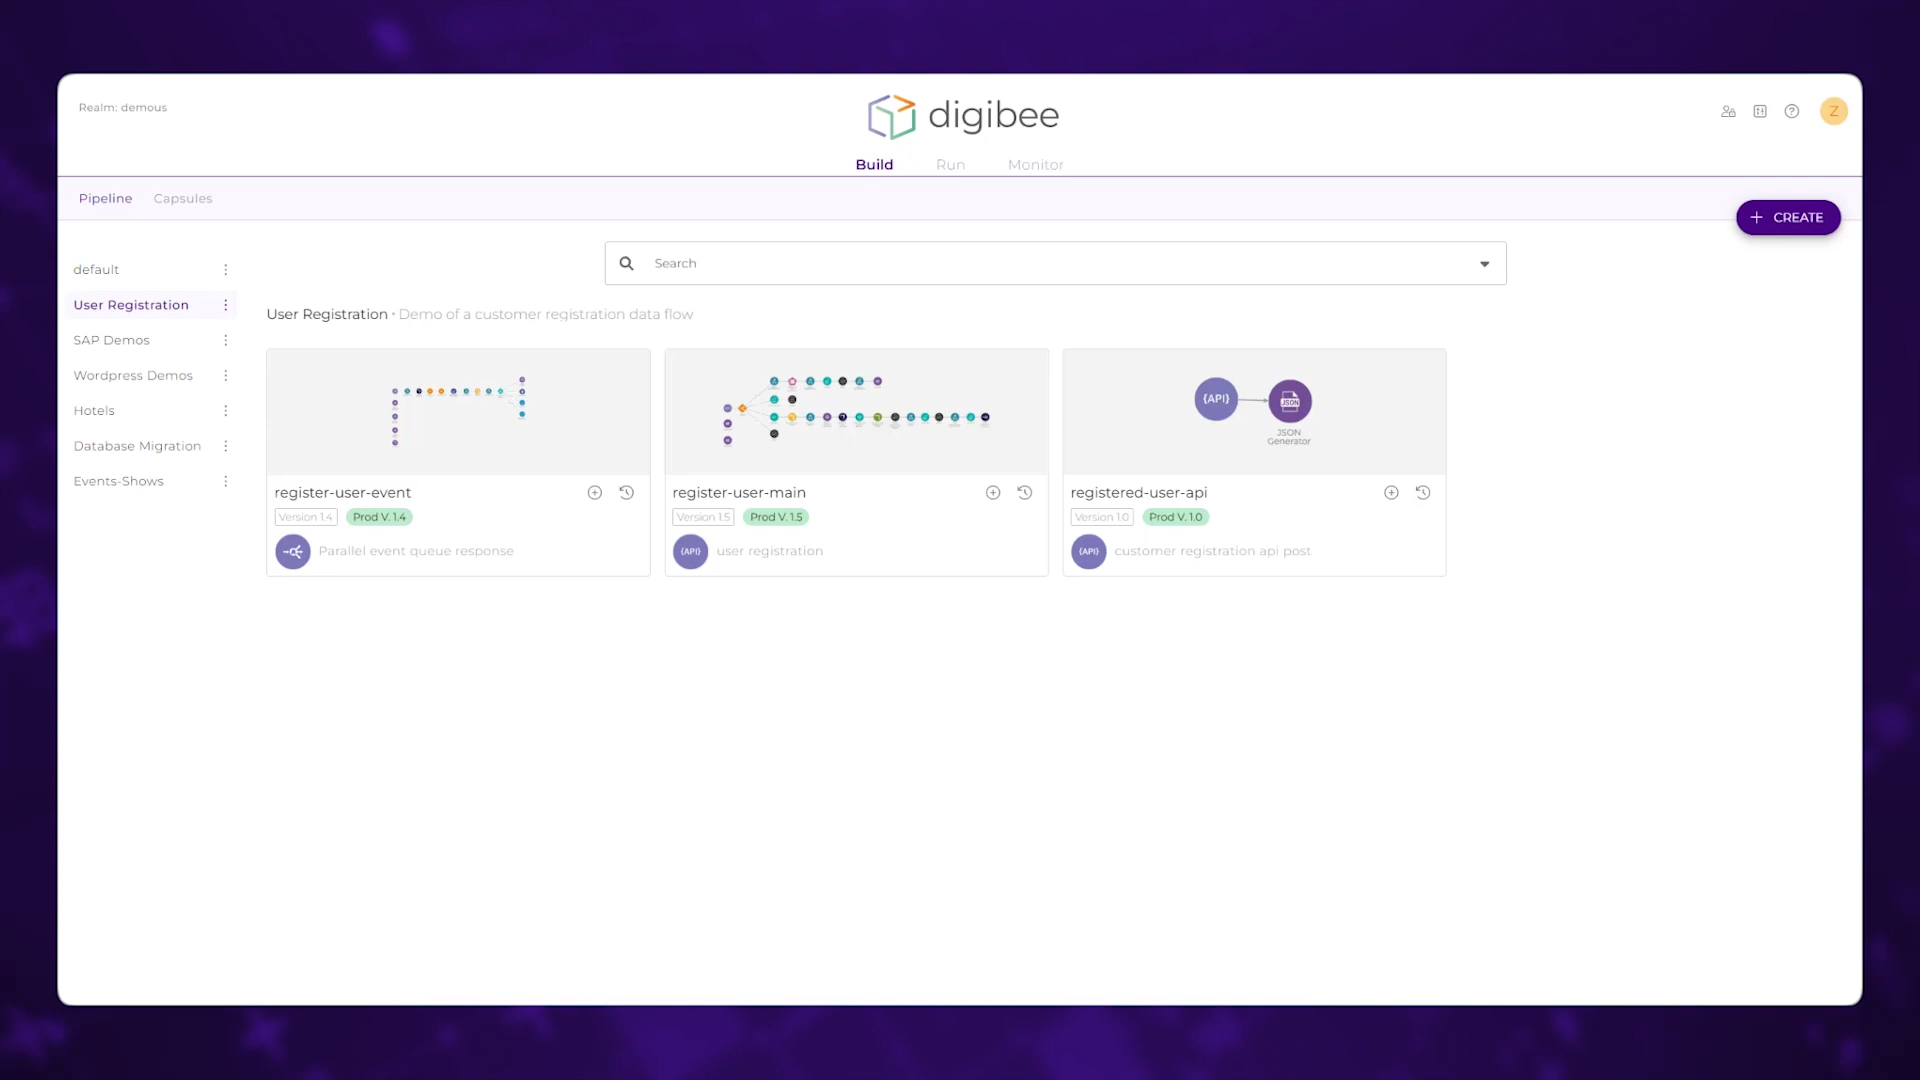 Realm: demous
digibee
Z
Build Run Monitor
Pipeline Capsules
+ CREATE
default
User Registration
SAP Demos
Wordpress Demos
Hotels
Database Migration
Events-Shows
Search
User Registration • Demo of a customer registration data flow
{API}
JSON
JSON
Generator
register-user-event
Version 1.4 Prod V. 1.4
Parallel event queue response
register-user-main
Version 1.5 Prod V. 1.5
{API} user registration
registered-user-api
Version 1.0 Prod V. 1.0
{API} customer registration api post